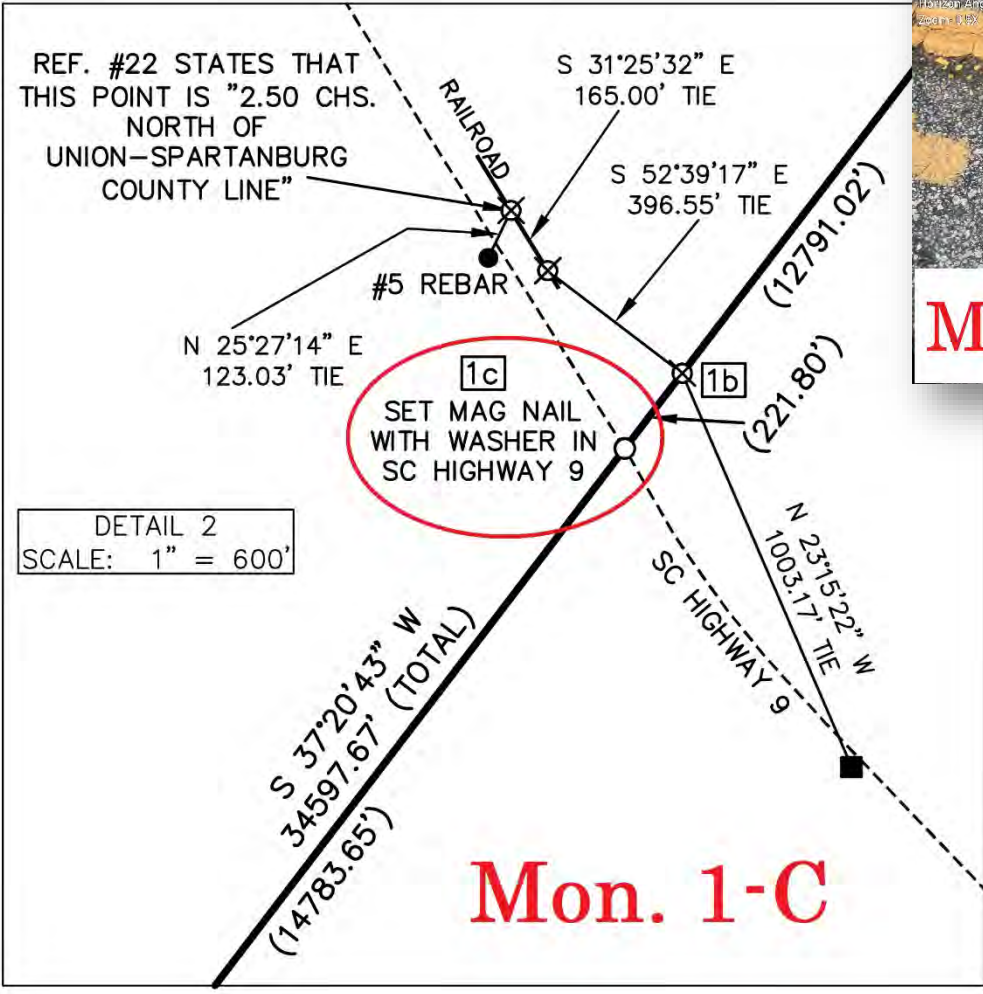 REF. #22 STATES THAT
THIS POINT IS "2.50 CHS.
NORTH OF
UNION-SPARTANBURG
COUNTY LINE"
RAILROAD
S 31°25'32" E
165.00' TIE
S 52°39'17" E
396.55' TIE
(12791.02')
#5 REBAR
N 25°27'14" E
123.03' TIE
1c
SET MAG NAIL
WITH WASHER IN
SC HIGHWAY 9
1b
(221.80')
DETAIL 2
SCALE: 1" = 600'
N 23°15'22" W
1003.17' TIE
SC HIGHWAY 9
S 37°20'43" W
34597.67' (TOTAL)
(14783.65')
Mon. 1-C
M